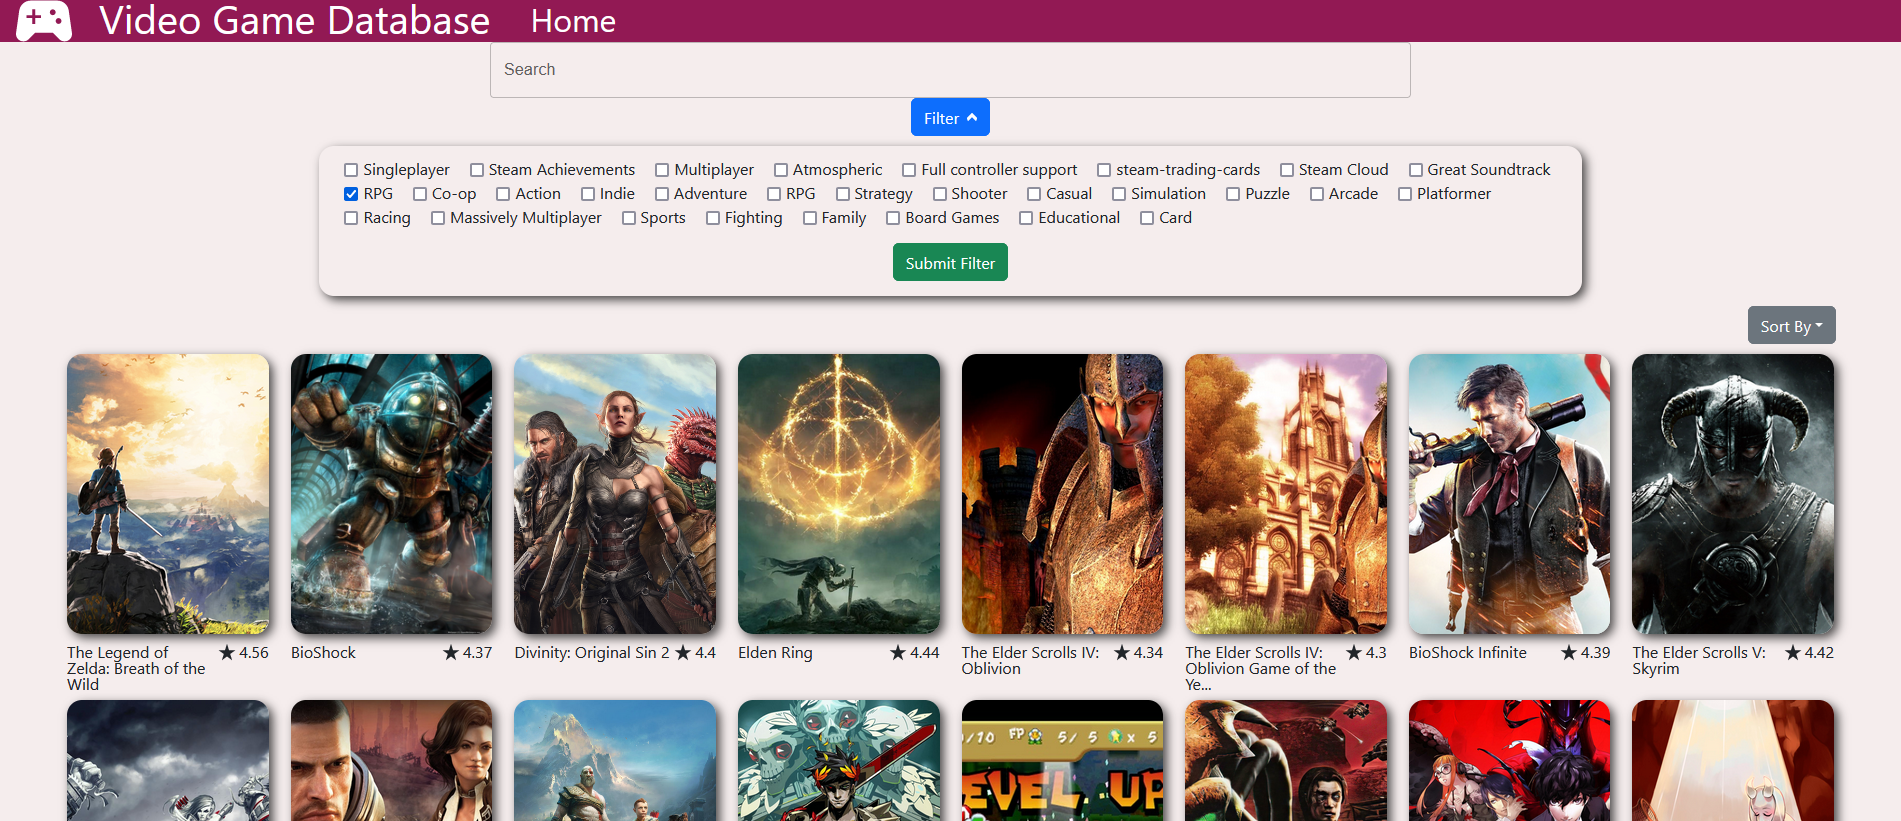 Video Game Database Home
Search
Filter
Singleplayer Steam Achievements Multiplayer Atmospheric Full controller support steam-trading-cards Steam Cloud Great Soundtrack
RPG Co-op Action Indie Adventure RPG Strategy Shooter Casual Simulation Puzzle Arcade Platformer
Racing Massively Multiplayer Sports Fighting Family Board Games Educational Card
Submit Filter
Sort By
The Legend of
Zelda: Breath of the
Wild
★ 4.56
BioShock ★ 4.37
Divinity: Original Sin 2 ★ 4.4
Elden Ring ★ 4.44
The Elder Scrolls IV:
Oblivion
★ 4.34
The Elder Scrolls IV:
Oblivion Game of the
Ye...
★ 4.3
BioShock Infinite ★ 4.39
The Elder Scrolls V:
Skyrim
★ 4.42
/10 FP 5/ 5 x 5
EVEL UP